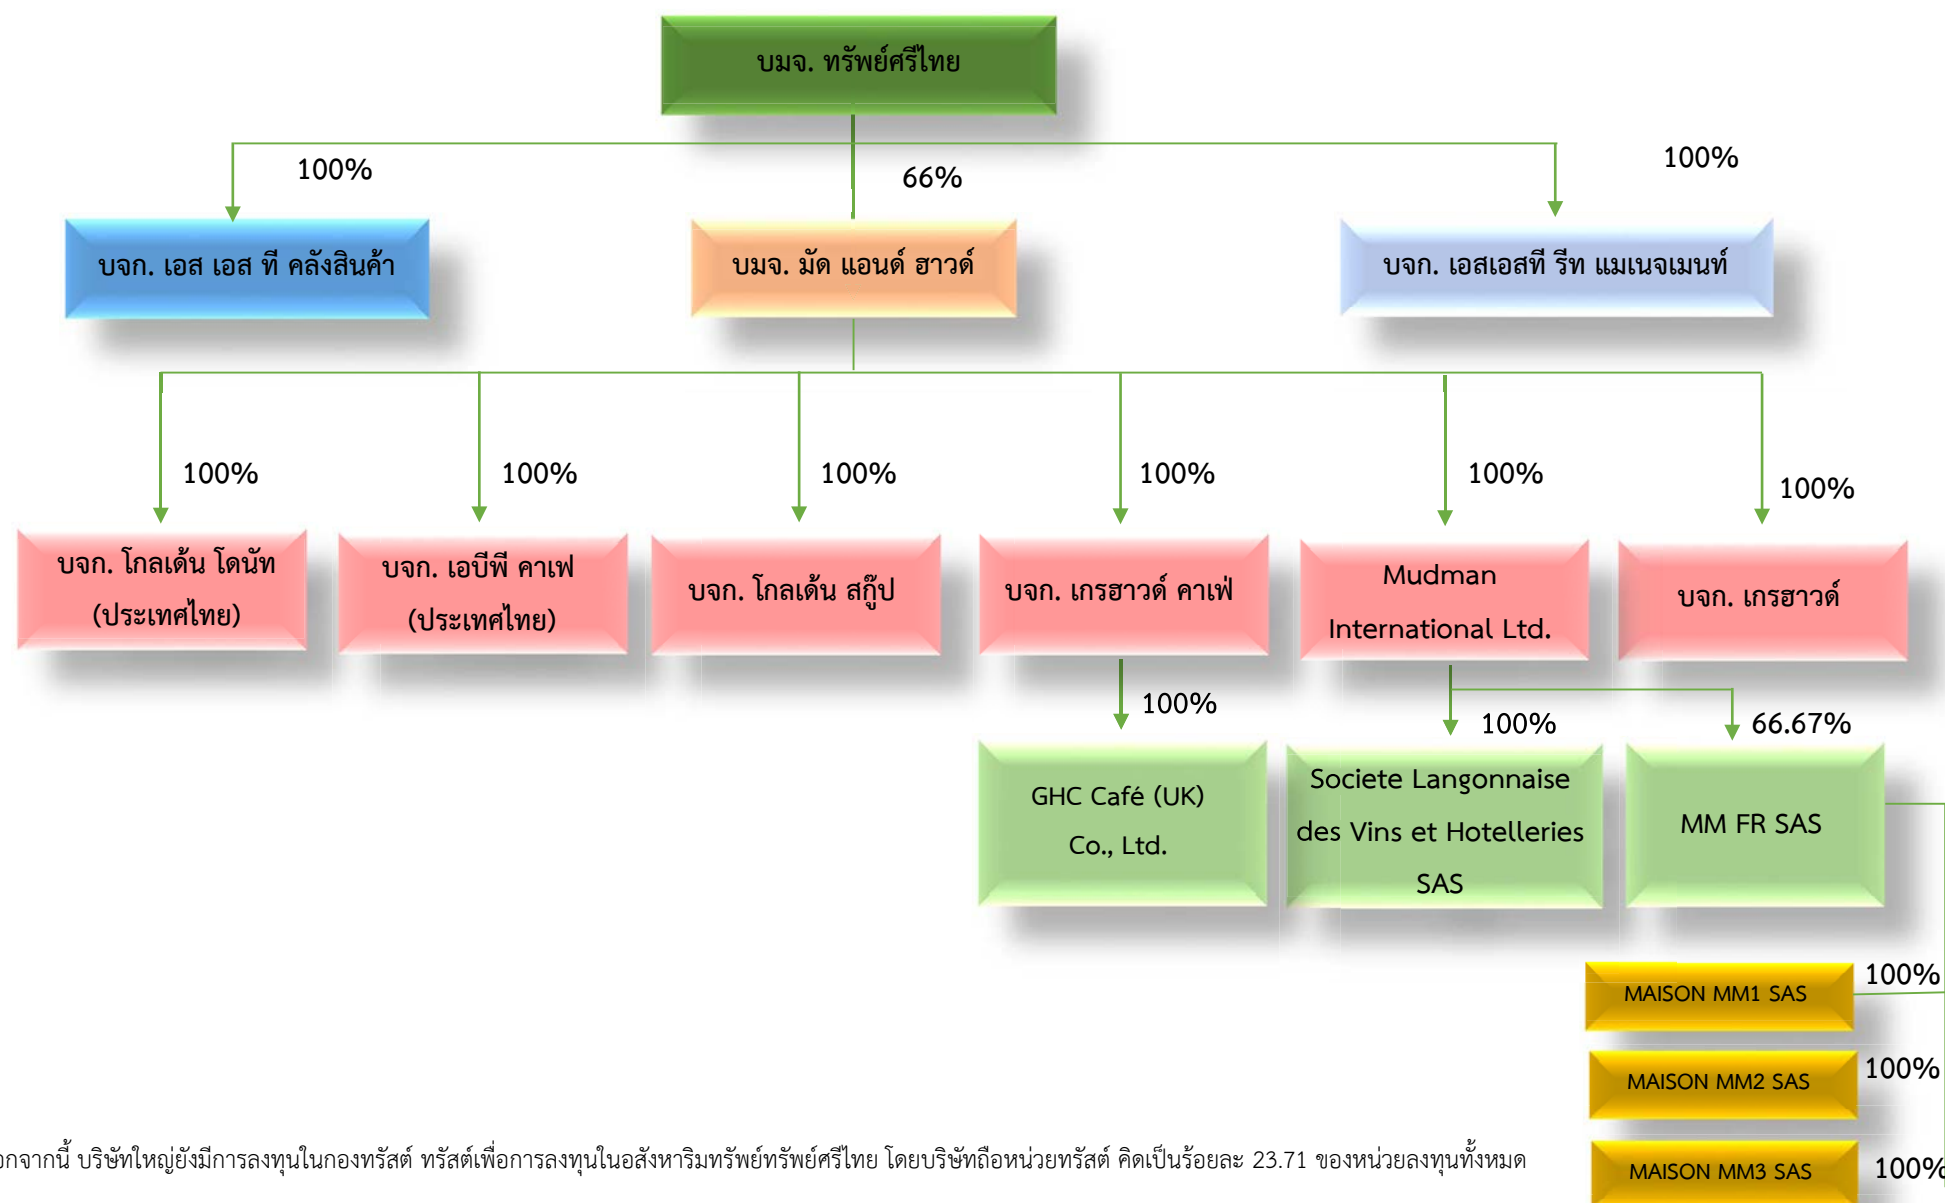 บมจ. ทรัพย์ศรีไทย
100%
66%
100%
บจก. เอส เอส ที คลังสินค้า
บมจ. มัด แอนด์ ฮาวด์
บจก. เอสเอสที รีท แมเนจเมนท์
100%
100%
100%
100%
100%
100%
บจก. โกลเด้น โดนัท
(ประเทศไทย)
บจก. เอบีพี คาเฟ
(ประเทศไทย)
บจก. โกลเด้น สกู๊ป
บจก. เกรฮาวด์ คาเฟ่
Mudman
International Ltd.
บจก. เกรฮาวด์
100%
100%
66.67%
GHC Café (UK)
Co., Ltd.
Societe Langonnaise
des Vins et Hotelleries
SAS
MM FR SAS
MAISON MM1 SAS
100%
MAISON MM2 SAS
100%
MAISON MM3 SAS
100%
อกจากนี้ บริษัทใหญ่ยังมีการลงทุนในกองทรัสต์ ทรัสต์เพื่อการลงทุนในอสังหาริมทรัพย์ทรัพย์ศรีไทย โดยบริษัทถือหน่วยทรัสต์ คิดเป็นร้อยละ 23.71 ของหน่วยลงทุนทั้งหมด